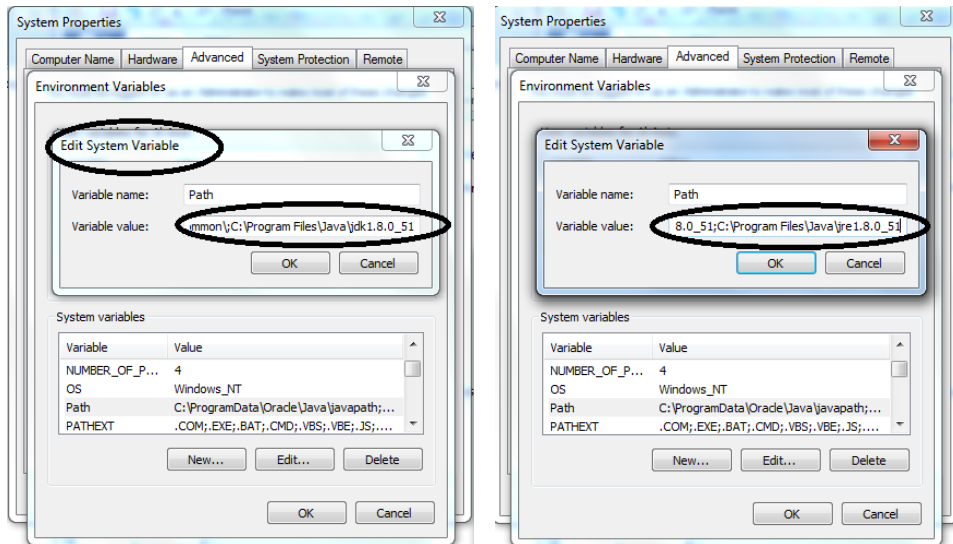 System Properties
Computer Name Hardware Advanced System Protection Remote
Environment Variables
Edit System Variable
Variable name: Path
Variable value: mmon\;C:\Program Files\Java\jdk1.8.0_51
OK Cancel
System variables
Variable Value
NUMBER_OF_P... 4
OS Windows_NT
Path C:\ProgramData\Oracle\Java\javapath;...
PATHEXT .COM;.EXE;.BAT;.CMD;.VBS;.VBE;.JS;....
New... Edit... Delete
OK Cancel
System Properties
Computer Name Hardware Advanced System Protection Remote
Environment Variables
Edit System Variable
Variable name: Path
Variable value: 8.0_51;C:\Program Files\Java\jre1.8.0_51
OK Cancel
System variables
Variable Value
NUMBER_OF_P... 4
OS Windows_NT
Path C:\ProgramData\Oracle\Java\javapath;...
PATHEXT .COM;.EXE;.BAT;.CMD;.VBS;.VBE;.JS;....
New... Edit... Delete
OK Cancel